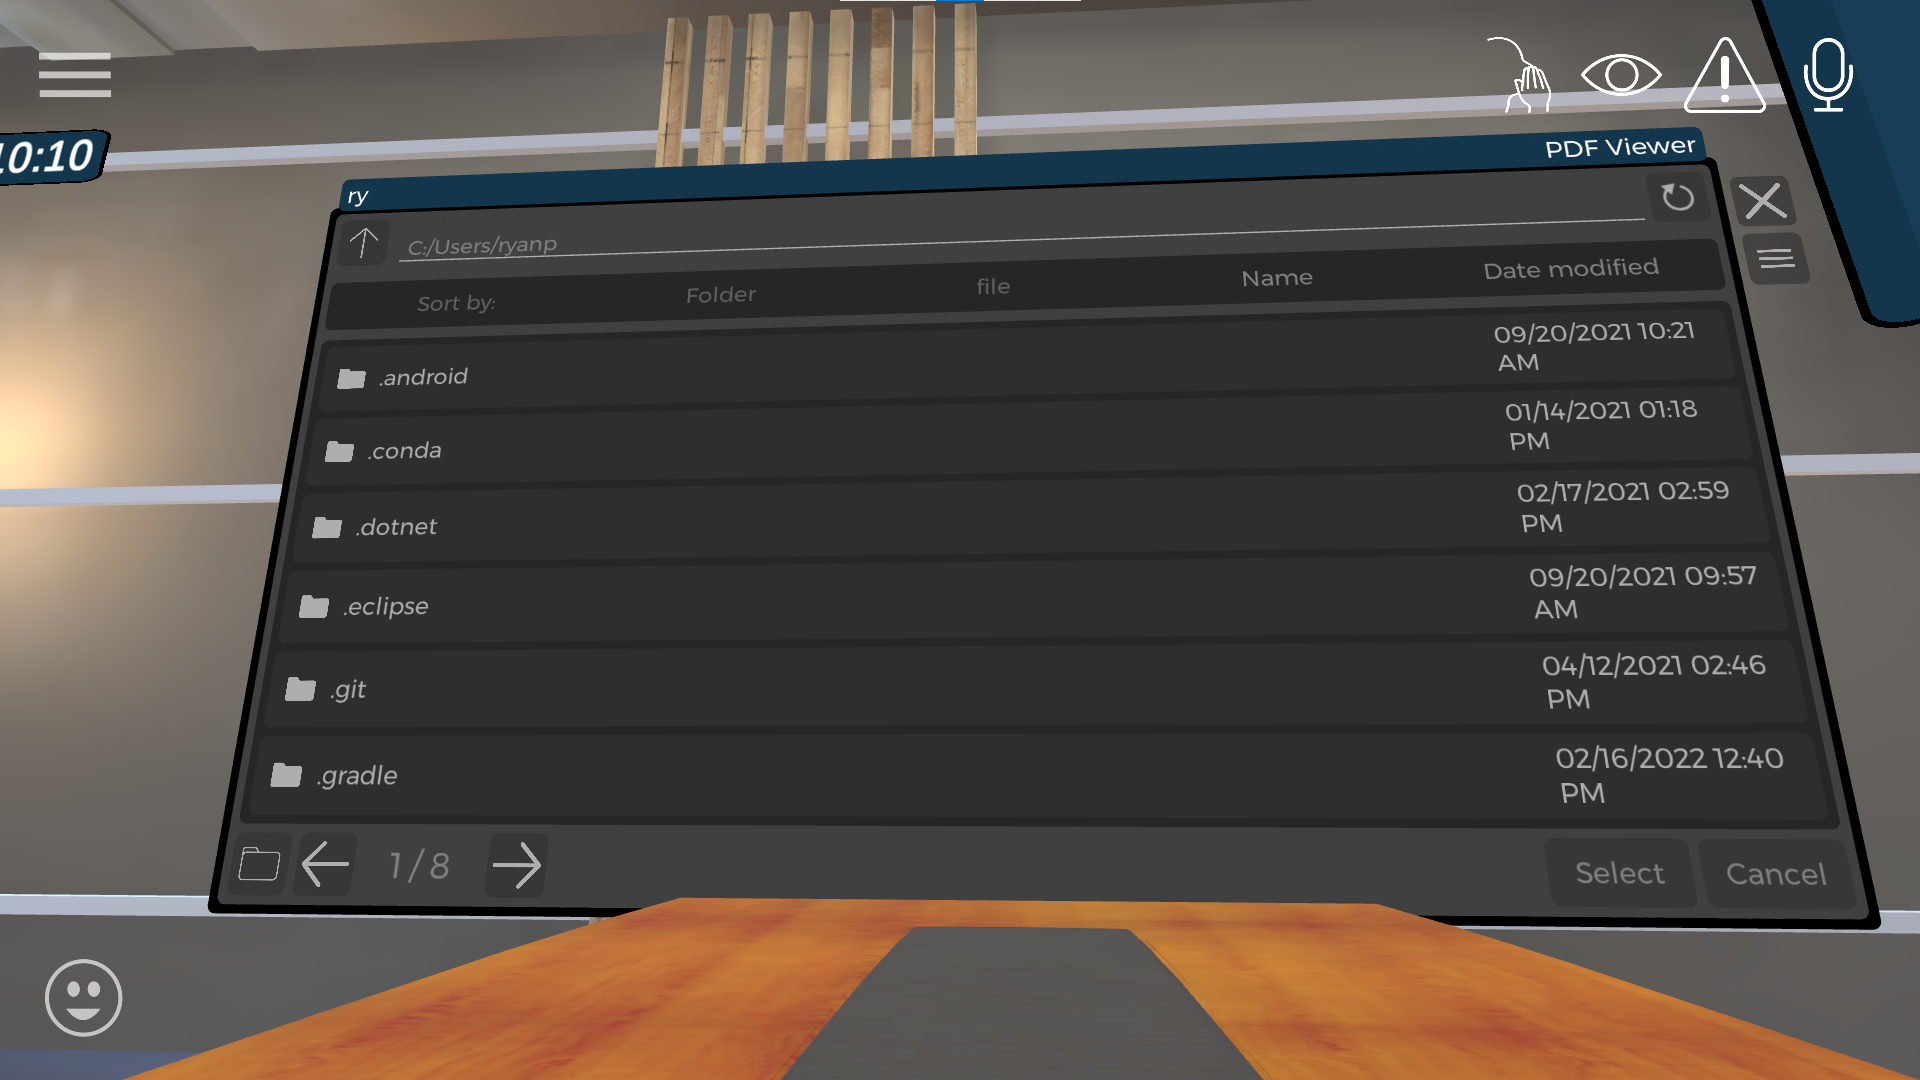 10:10
PDF Viewer
ry
C:/Users/ryanp
Sort by: Folder file Name Date modified
.android 09/20/2021 10:21
AM
.conda 01/14/2021 01:18
PM
.dotnet 02/17/2021 02:59
PM
.eclipse 09/20/2021 09:57
AM
.git 04/12/2021 02:46
PM
.gradle 02/16/2022 12:40
PM
1/8
Select Cancel